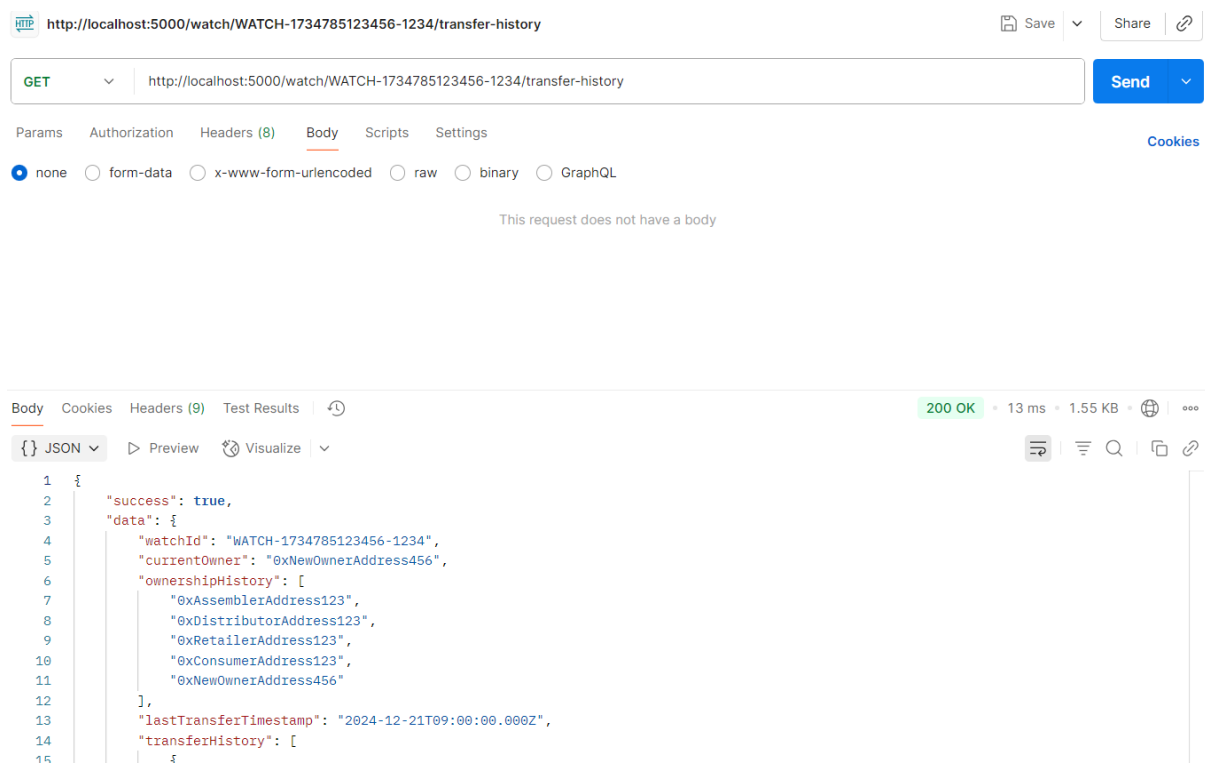 HTTP http://localhost:5000/watch/WATCH-1734785123456-1234/transfer-history Save Share
GET http://localhost:5000/watch/WATCH-1734785123456-1234/transfer-history Send
Params Authorization Headers (8) Body Scripts Settings Cookies
none form-data x-www-form-urlencoded raw binary GraphQL
This request does not have a body
Body Cookies Headers (9) Test Results 200 OK • 13 ms • 1.55 KB •
{} JSON Preview Visualize
1 {
2 "success": true,
3 "data": {
4 "watchId": "WATCH-1734785123456-1234",
5 "currentOwner": "0xNewOwnerAddress456",
6 "ownershipHistory": [
7 "0xAssemblerAddress123",
8 "0xDistributorAddress123",
9 "0xRetailerAddress123",
10 "0xConsumerAddress123",
11 "0xNewOwnerAddress456"
12 ],
13 "lastTransferTimestamp": "2024-12-21T09:00:00.000Z",
14 "transferHistory": [
15 {